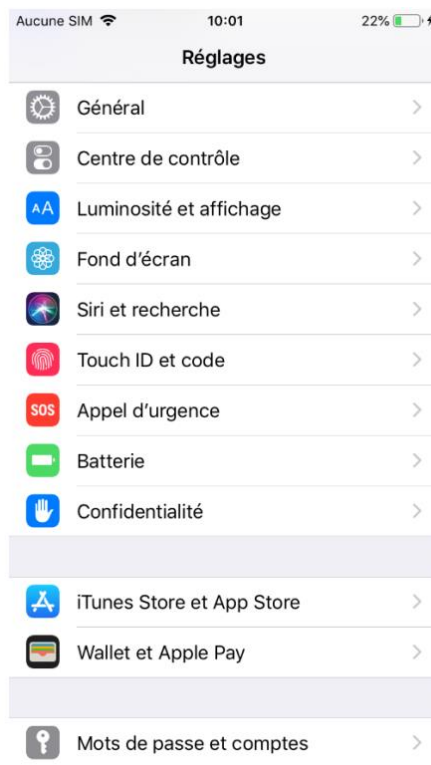 Aucune SIM 10:01 22%
Réglages
Général
Centre de contrôle
AA Luminosité et affichage
Fond d'écran
Siri et recherche
Touch ID et code
SOS Appel d'urgence
Batterie
Confidentialité
iTunes Store et App Store
Wallet et Apple Pay
Mots de passe et comptes